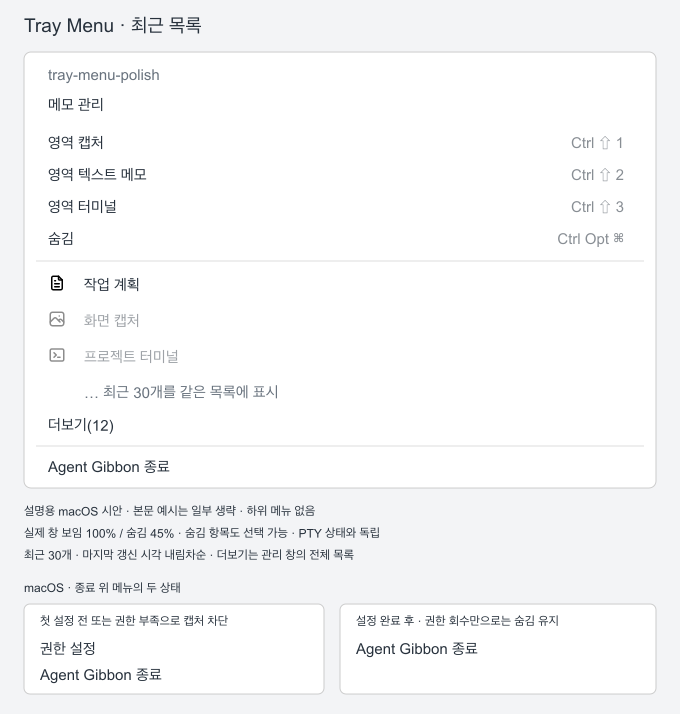 Tray Menu · 최근 목록
tray-menu-polish
메모 관리
영역 캡처 Ctrl ⇧ 1
영역 텍스트 메모 Ctrl ⇧ 2
영역 터미널 Ctrl ⇧ 3
숨김 Ctrl Opt ⌘
작업 계획
화면 캡처
프로젝트 터미널
… 최근 30개를 같은 목록에 표시
더보기(12)
Agent Gibbon 종료
설명용 macOS 시안 · 본문 예시는 일부 생략 · 하위 메뉴 없음
실제 창 보임 100% / 숨김 45% · 숨김 항목도 선택 가능 · PTY 상태와 독립
최근 30개 · 마지막 갱신 시각 내림차순 · 더보기는 관리 창의 전체 목록
macOS · 종료 위 메뉴의 두 상태
첫 설정 전 또는 권한 부족으로 캡처 차단
권한 설정
Agent Gibbon 종료
설정 완료 후 · 권한 회수만으로는 숨김 유지
Agent Gibbon 종료